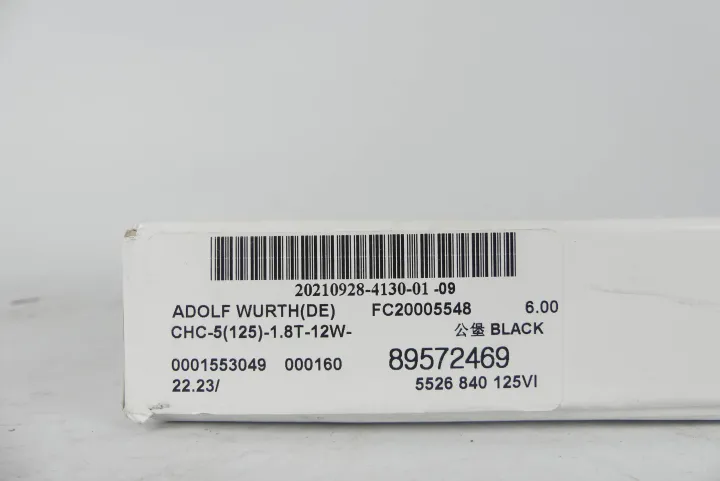 20210928-4130-01 -09
ADOLF WURTH(DE) FC20005548 6.00
CHC-5(125)-1.8T-12W- 公堡 BLACK
0001553049 000160 89572469
22.23/ 5526 840 125VI